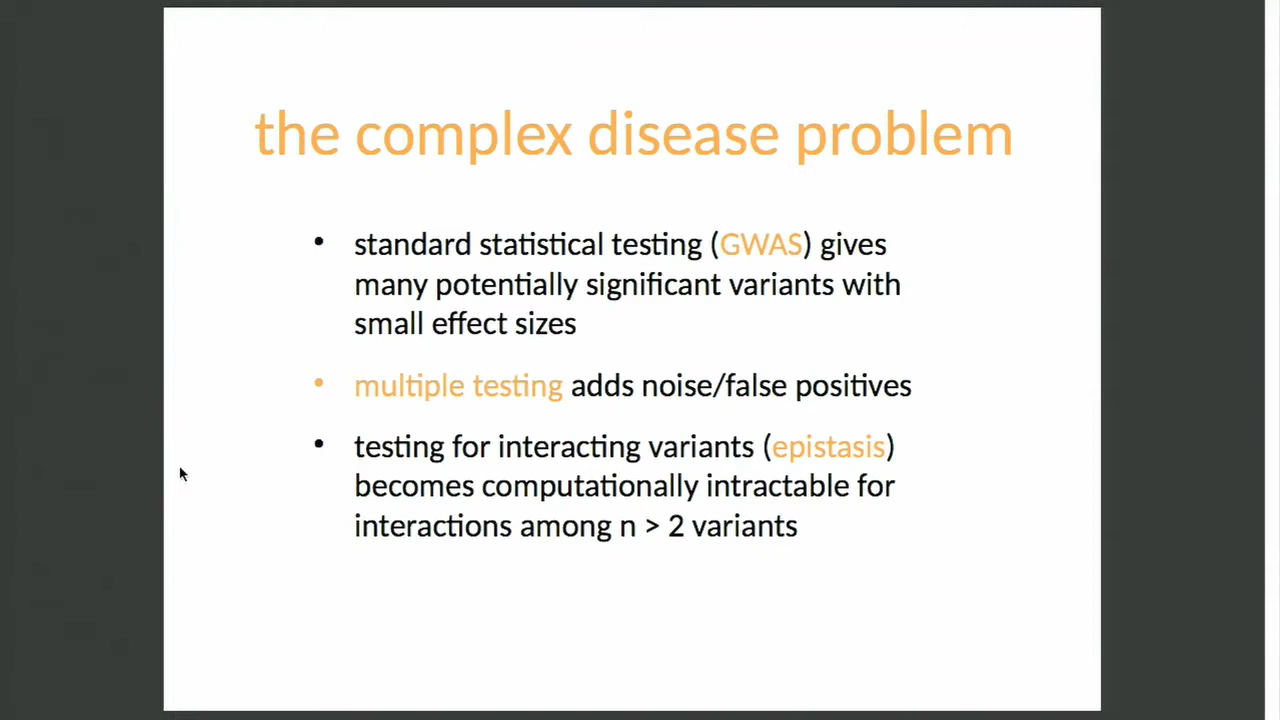 the complex disease problem
• standard statistical testing (GWAS) gives
many potentially significant variants with
small effect sizes
• multiple testing adds noise/false positives
• testing for interacting variants (epistasis)
becomes computationally intractable for
interactions among n > 2 variants